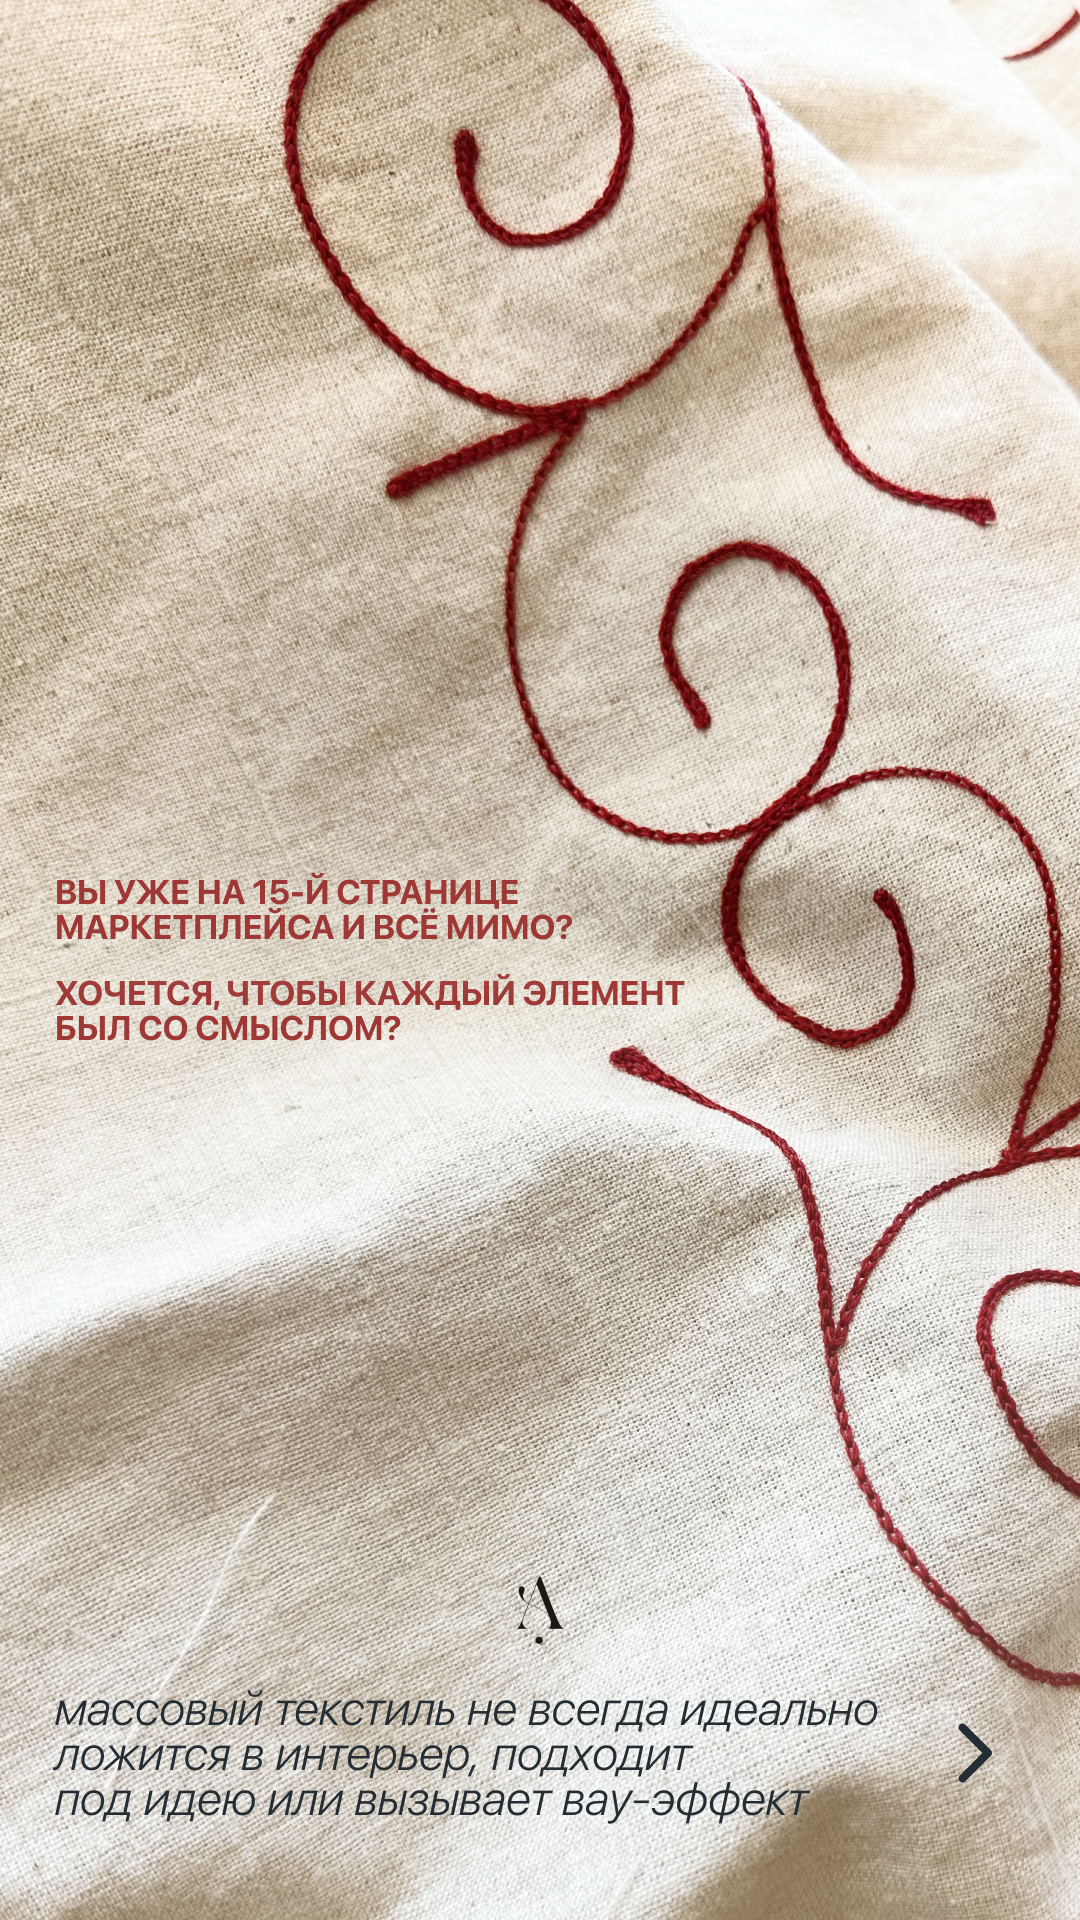 ВЫ УЖЕ НА 15-Й СТРАНИЦЕ
МАРКЕТПЛЕЙСА И ВСЁ МИМО?
ХОЧЕТСЯ, ЧТОБЫ КАЖДЫЙ ЭЛЕМЕНТ
БЫЛ СО СМЫСЛОМ?
А
массовый текстиль не всегда идеально
ложится в интерьер, подходит
под идею или вызывает вау-эффект